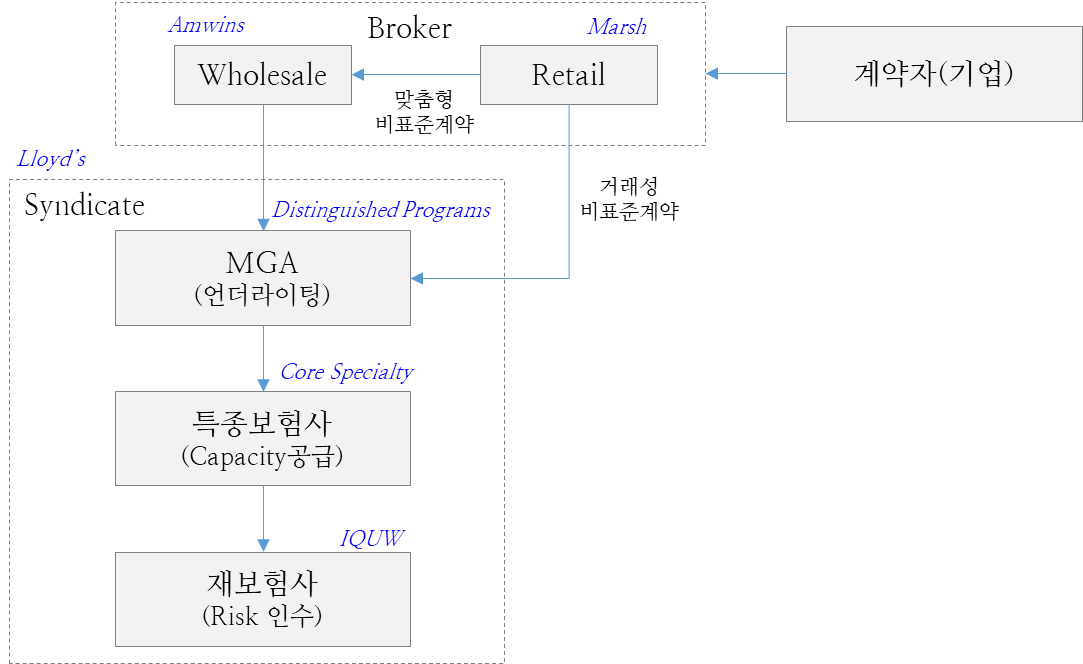 Amwins
Broker
Marsh
Wholesale
Retail
계약자(기업)
맞춤형
비표준계약
Lloyd's
거래성
비표준계약
Syndicate
Distinguished Programs
MGA
(언더라이팅)
Core Specialty
특종보험사
(Capacity공급)
IQUW
재보험사
(Risk 인수)